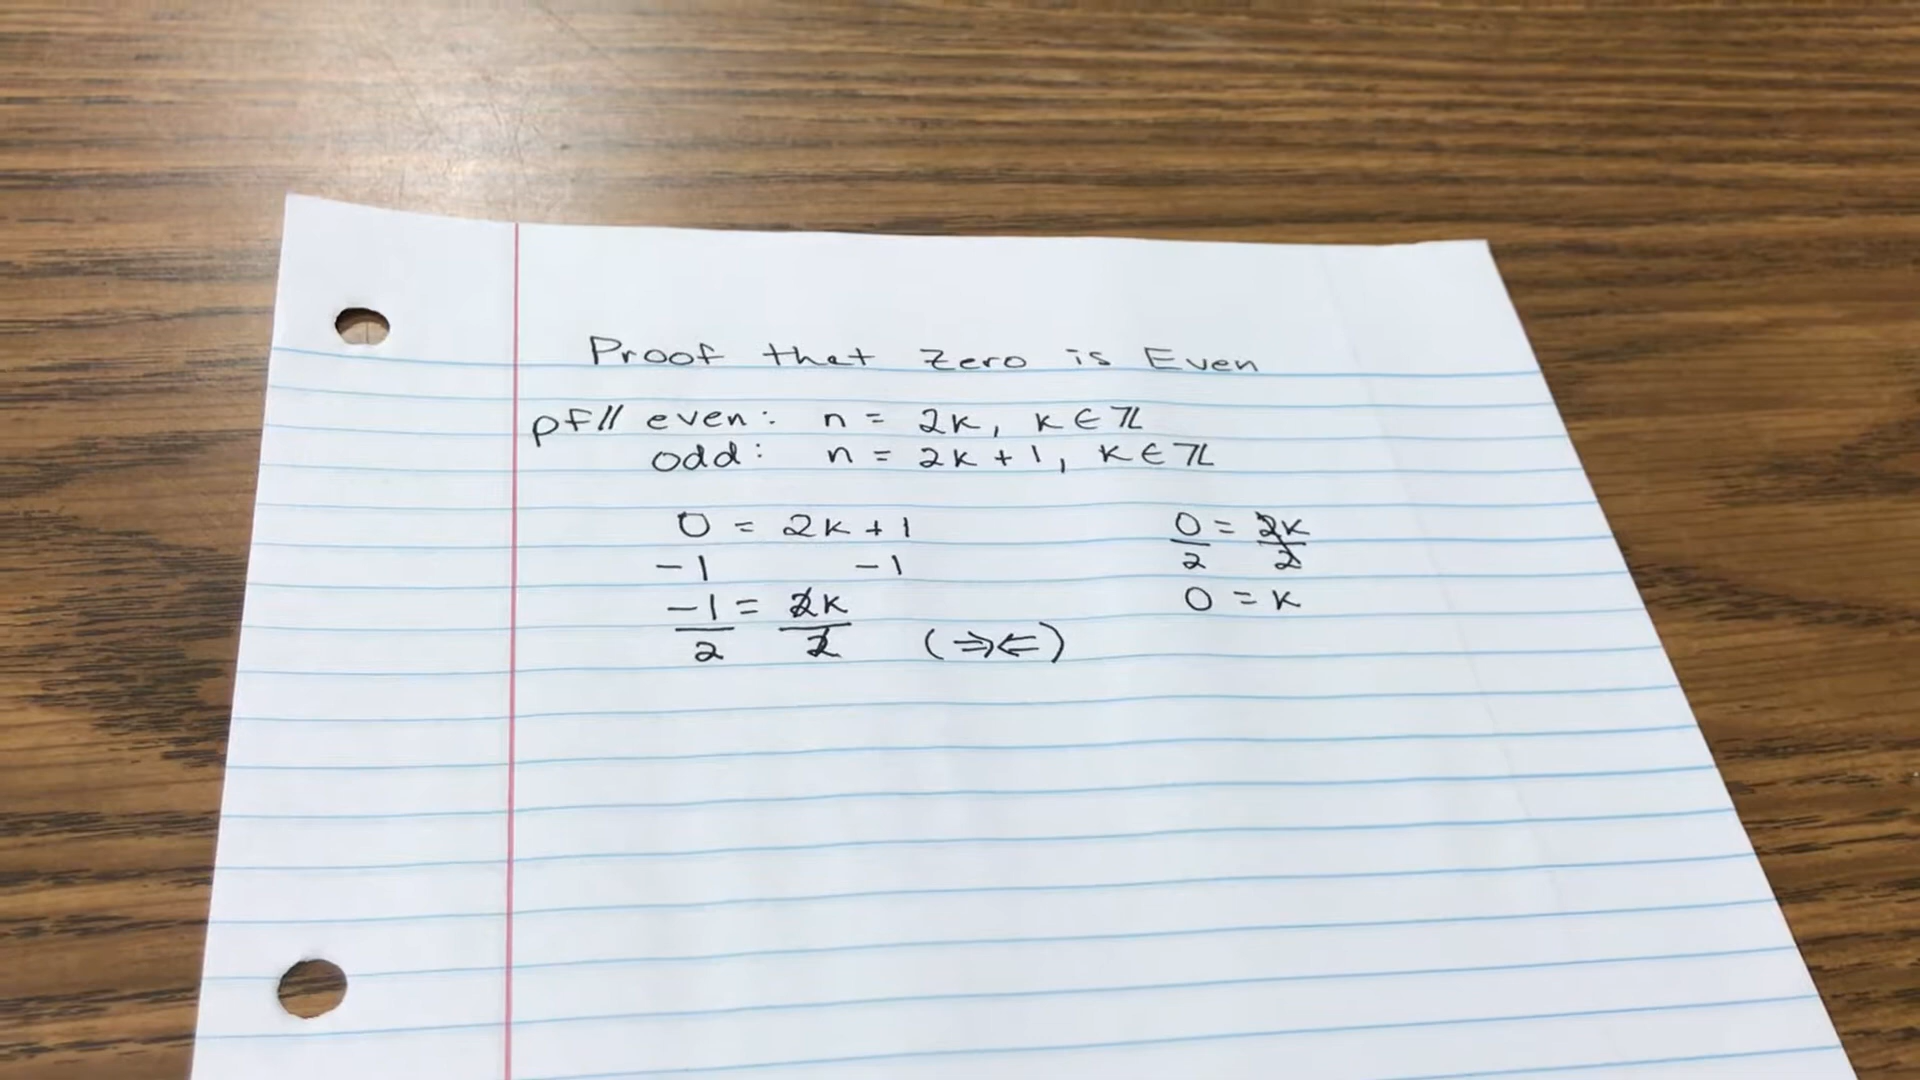 Proof that Zero is Even
pf// even: n = 2k, k ∈ ℤ
odd: n = 2k + 1, k ∈ ℤ
0 = 2k + 1
-1 -1
-1 = 2k
2 2 (⇒⇐)
0 = 2k
2 2
0 = k